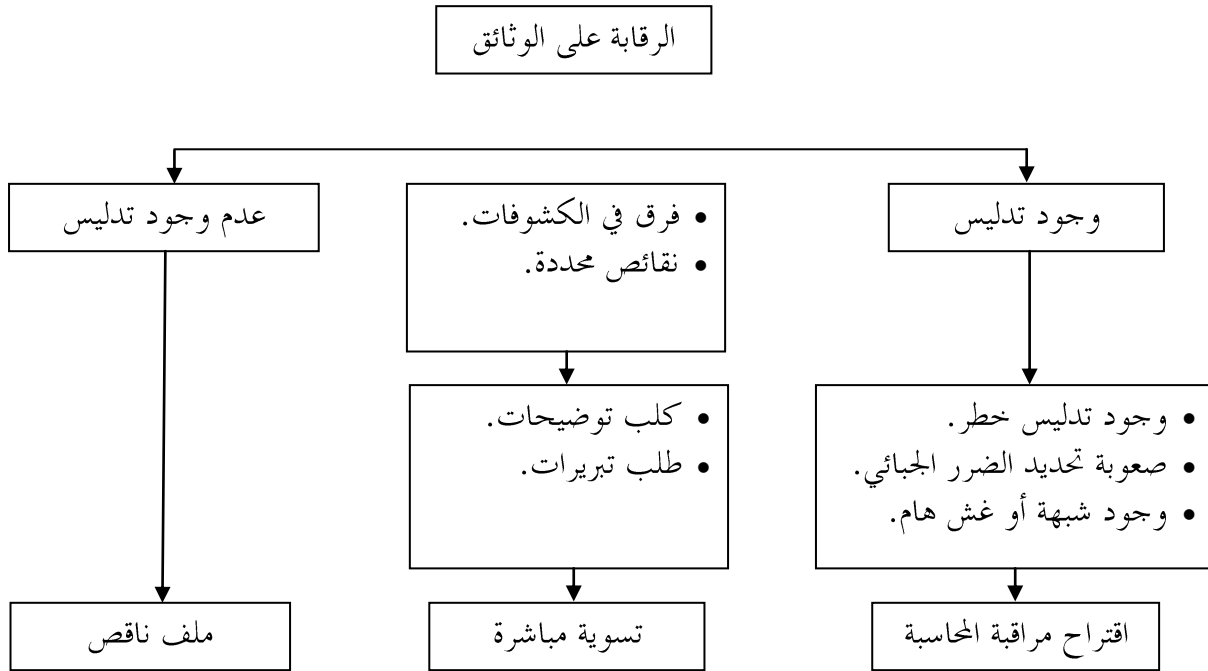 الرقابة على الوثائق
وجود تدليس
• فرق في الكشوفات.
• نقائص محددة.
عدم وجود تدليس
• وجود تدليس خطر.
• صعوبة تحديد الضرر الجبائي.
• وجود شبهة أو غش هام.
• كلب توضيحات.
• طلب تبريرات.
اقتراح مراقبة المحاسبة
تسوية مباشرة
ملف ناقص